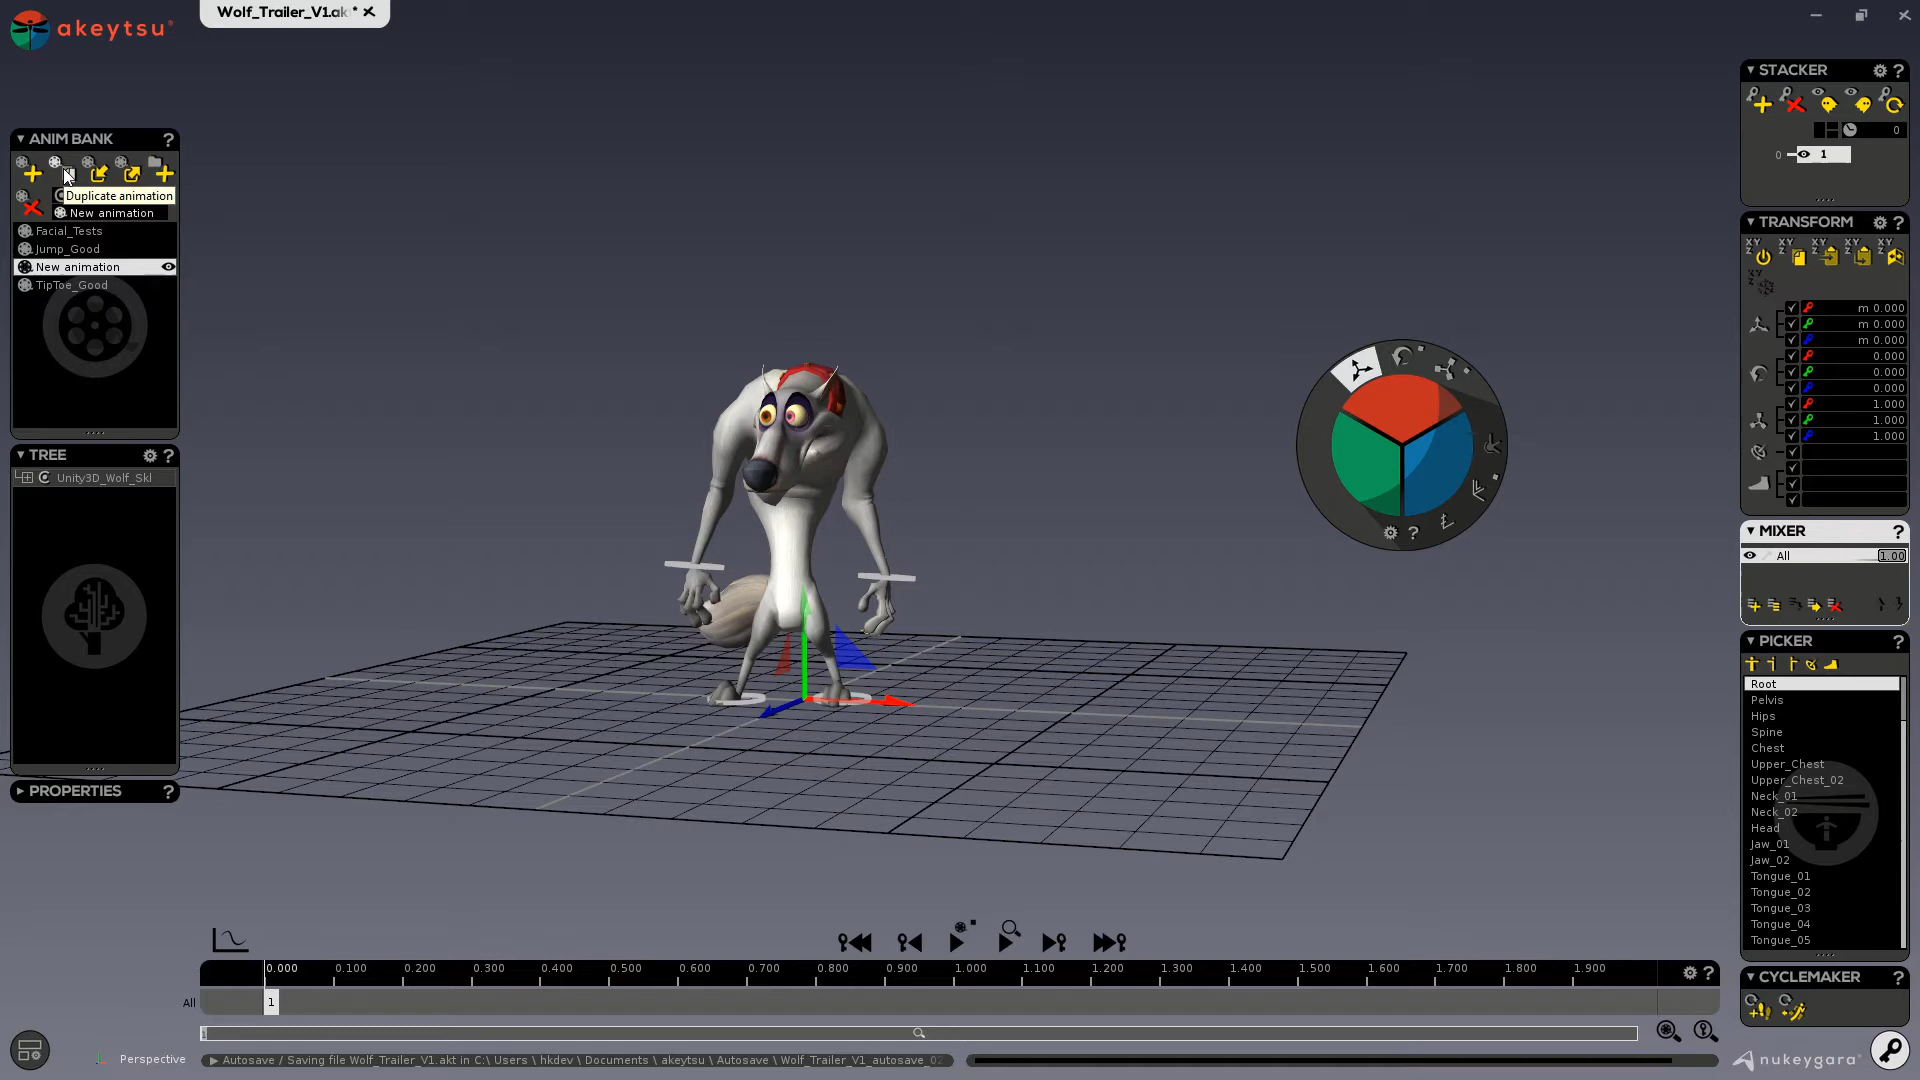 akeytsu
Wolf_Trailer_V1.ak*
ANIM BANK ?
Duplicate animation
New animation
Facial_Tests
Jump_Good
New animation
TipToe_Good
TREE ?
Unity3D_Wolf_Skl
PROPERTIES ?
STACKER ?
0
0 1
TRANSFORM ?
XYZ XYZ XYZ XYZ XYZ
XYZ
m 0.000
m 0.000
m 0.000
0.000
0.000
0.000
1.000
1.000
1.000
?
MIXER ?
All 1.00
PICKER ?
Root
Pelvis
Hips
Spine
Chest
Upper_Chest
Upper_Chest_02
Neck_01
Neck_02
Head
Jaw_01
Jaw_02
Tongue_01
Tongue_02
Tongue_03
Tongue_04
Tongue_05
CYCLEMAKER ?
0.000 0.100 0.200 0.300 0.400 0.500 0.600 0.700 0.800 0.900 1.000 1.100 1.200 1.300 1.400 1.500 1.600 1.700 1.800 1.900 ?
All 1
Perspective
Autosave / Saving file Wolf_Trailer_V1.akt in C:\ Users \ hkdev \ Documents \ akeytsu \ Autosave \ Wolf_Trailer_V1_autosave_0
nukeygara